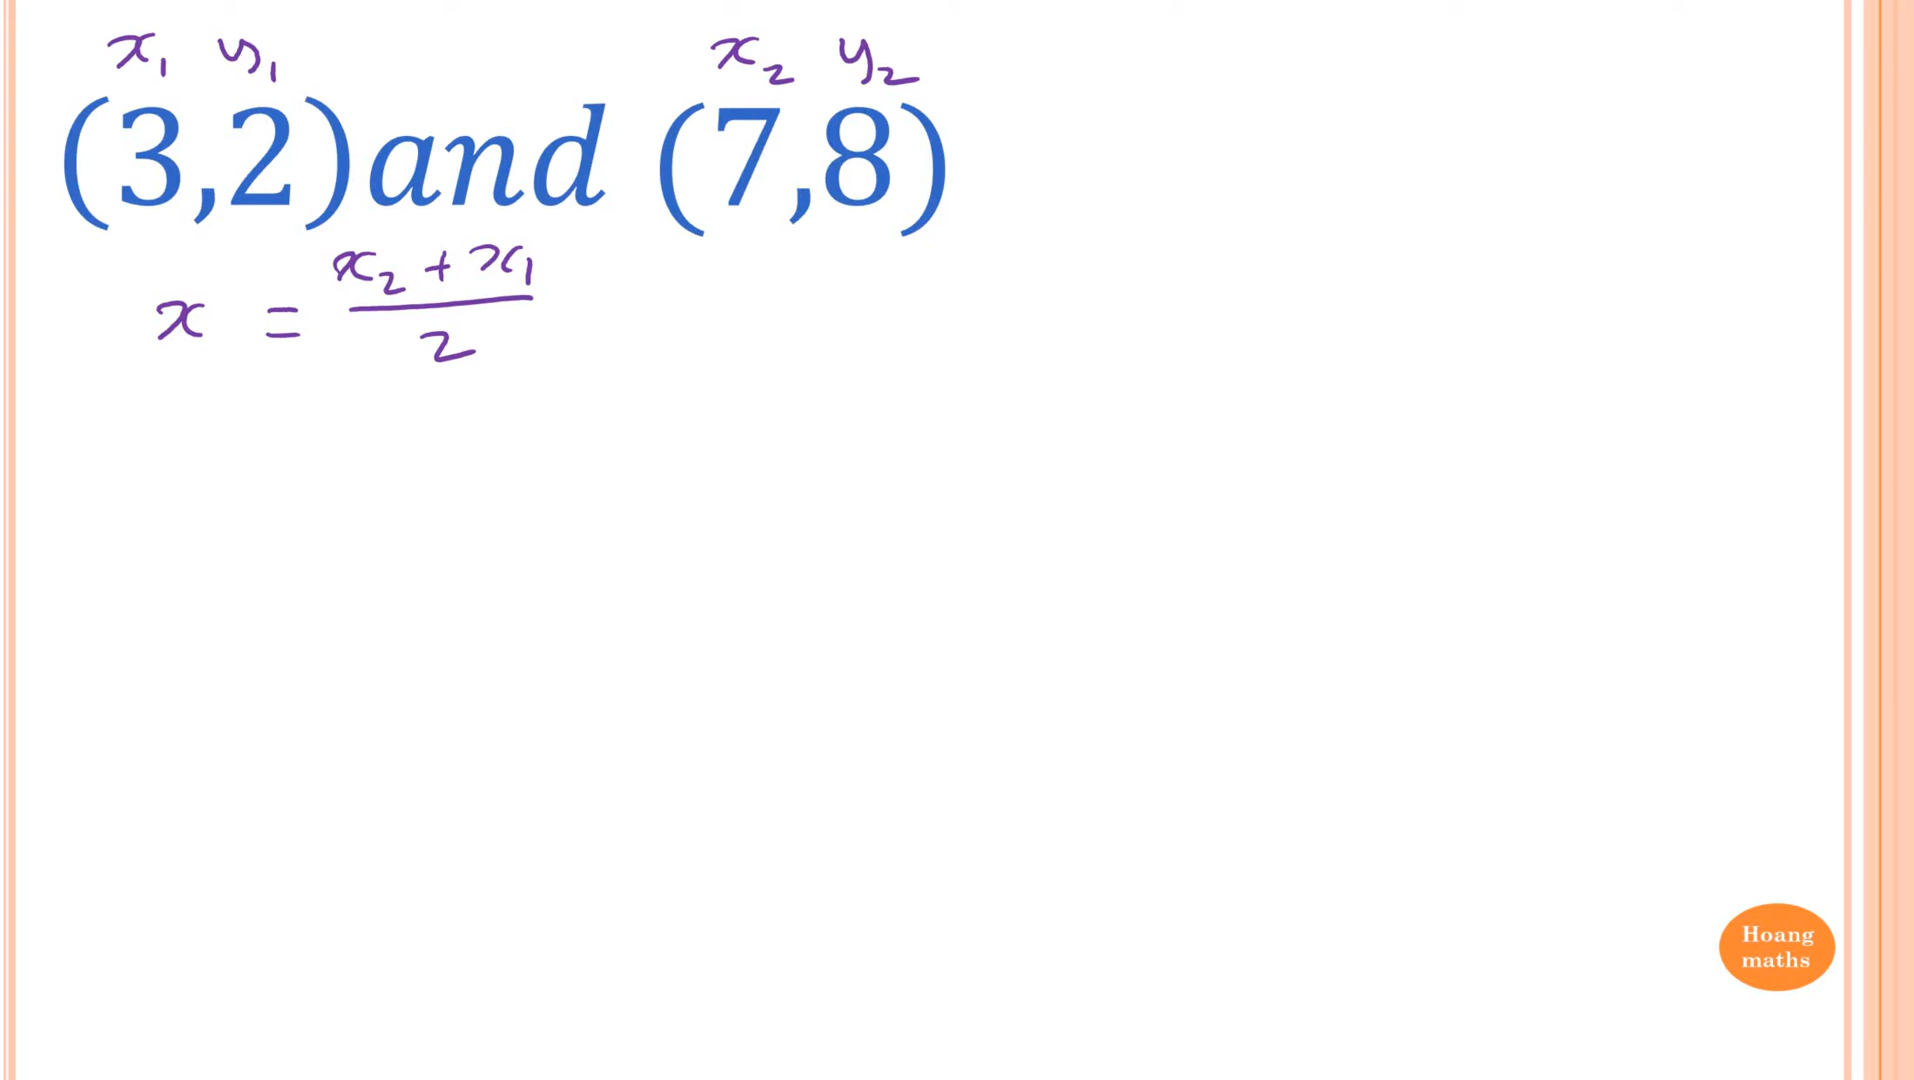 x₁ y₁ x₂ y₂
(3,2)and (7,8)
x = (x₂ + x₁)/2
Hoang
maths